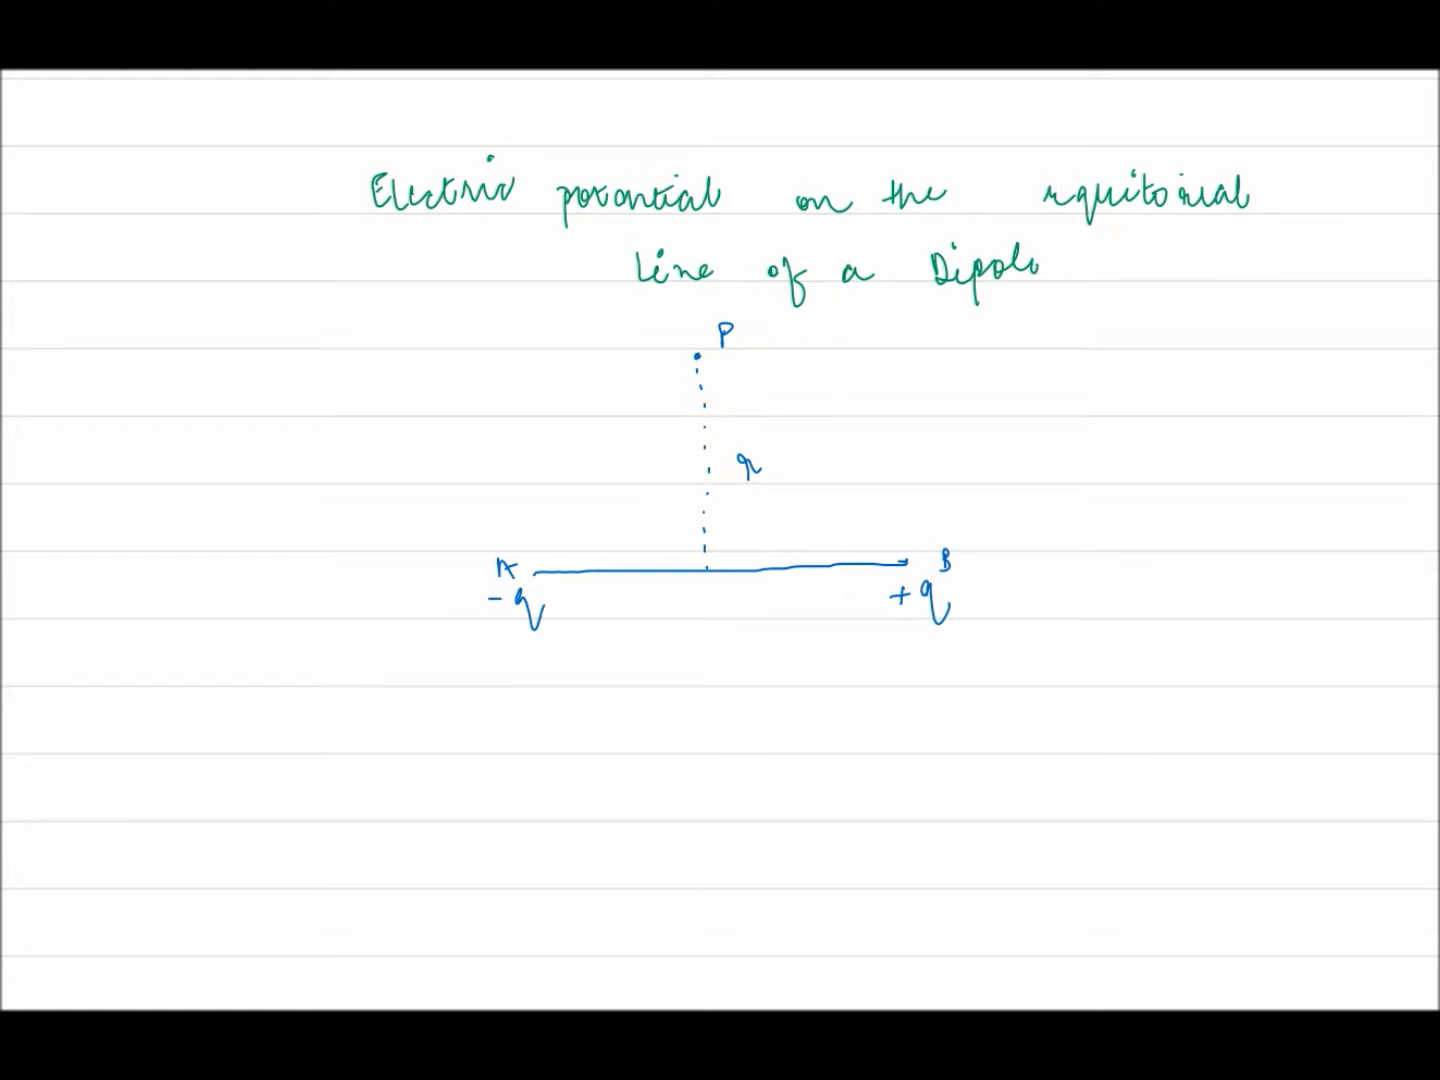 Electric potential on the equitorial
Line of a Dipole
P
r
A B
-q +q